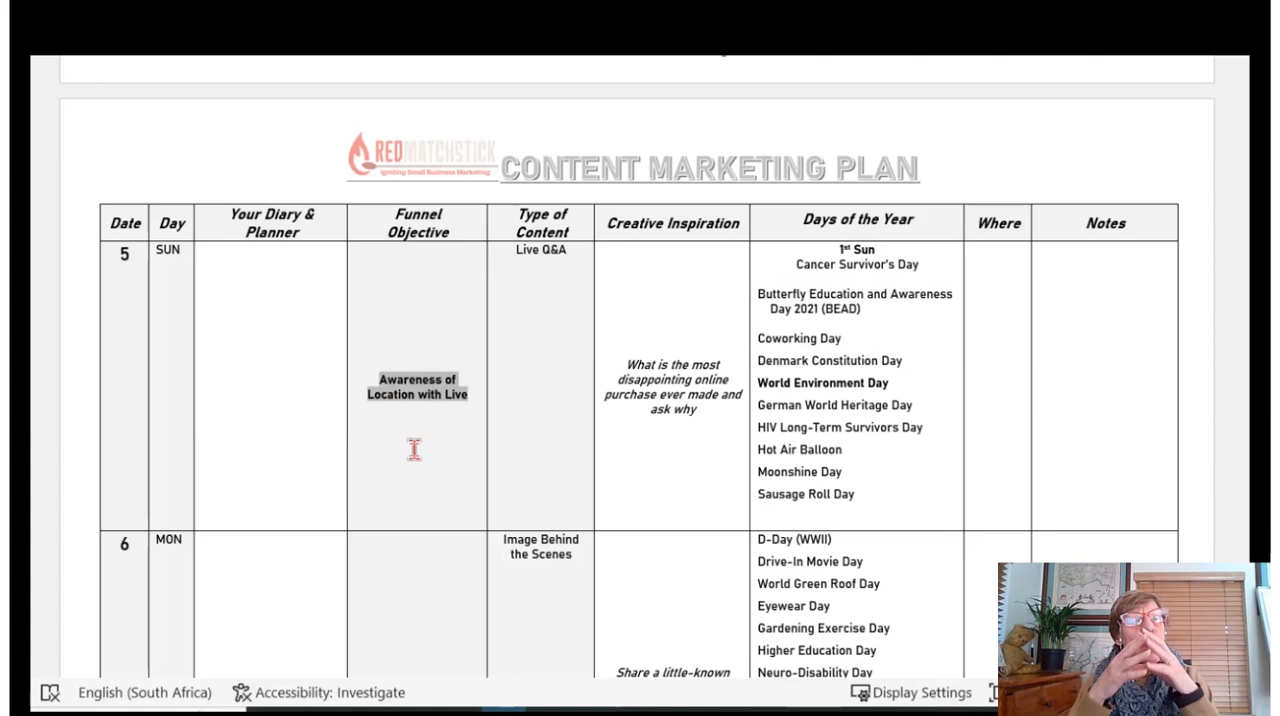 REDMATCHSTICK
Igniting Small Business Marketing
CONTENT MARKETING PLAN
Date
Day
Your Diary &
Planner
Funnel
Objective
Type of
Content
Creative Inspiration
Days of the Year
Where
Notes
5
SUN
Awareness of
Location with Live
Live Q&A
What is the most
disappointing online
purchase ever made and
ask why
1st Sun
Cancer Survivor's Day
Butterfly Education and Awareness
Day 2021 (BEAD)
Coworking Day
Denmark Constitution Day
World Environment Day
German World Heritage Day
HIV Long-Term Survivors Day
Hot Air Balloon
Moonshine Day
Sausage Roll Day
6
MON
Image Behind
the Scenes
Share a little-known
D-Day (WWII)
Drive-In Movie Day
World Green Roof Day
Eyewear Day
Gardening Exercise Day
Higher Education Day
Neuro-Disability Day
English (South Africa)
Accessibility: Investigate
Display Settings